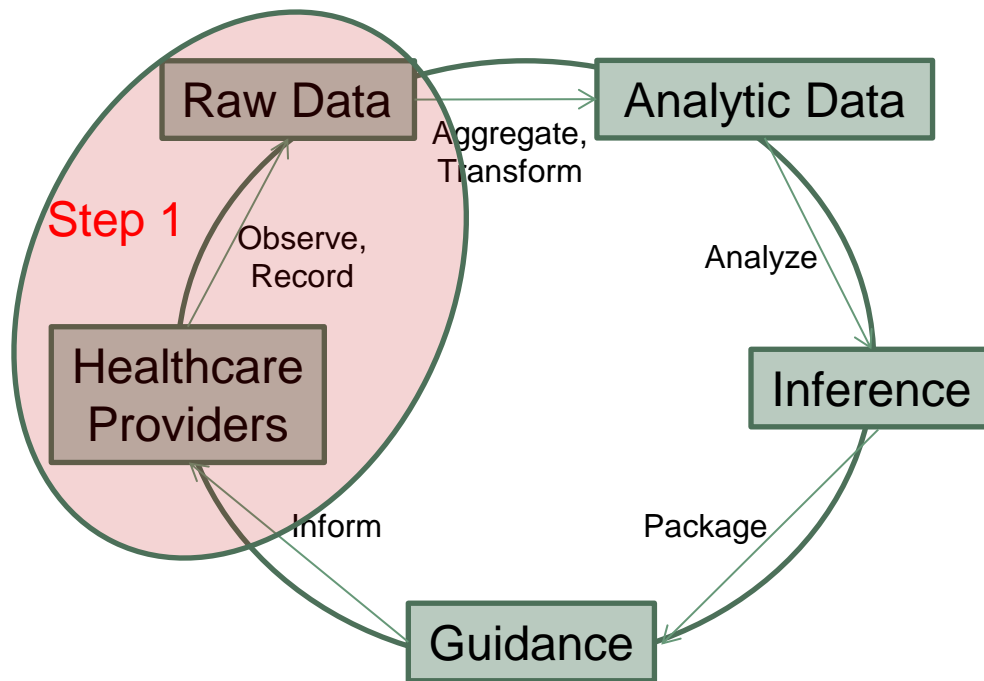 Raw Data
Analytic Data
Aggregate,
Transform
Step 1
Observe,
Record
Analyze
Healthcare
Providers
Inference
Inform
Package
Guidance